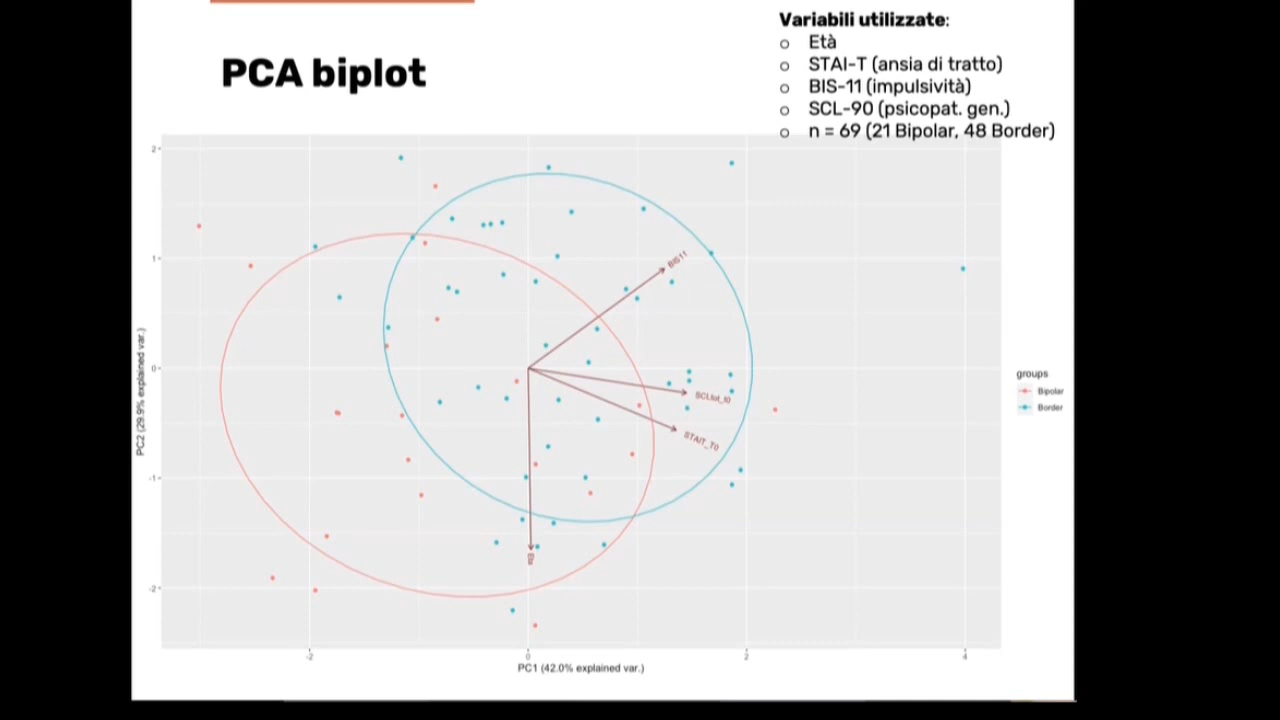 Variabili utilizzate:
o Età
o STAI-T (ansia di tratto)
o BIS-11 (impulsività)
o SCL-90 (psicopat. gen.)
o n = 69 (21 Bipolar, 48 Border)
PCA biplot
2
1
0
-1
-2
PC2 (29.9% explained var.)
BIS11
SCLtot_t0
STAIT_T0
groups
Bipolar
Border
-2
0
2
4
PC1 (42.0% explained var.)